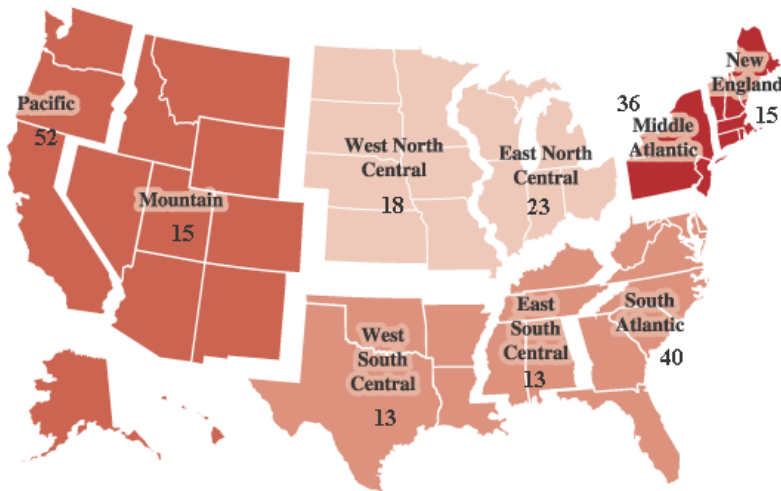 Pacific
52
Mountain
15
West North
Central
18
East North
Central
23
36
Middle
Atlantic
New
England
15
West
South
Central
13
East
South
Central
13
South
Atlantic
40